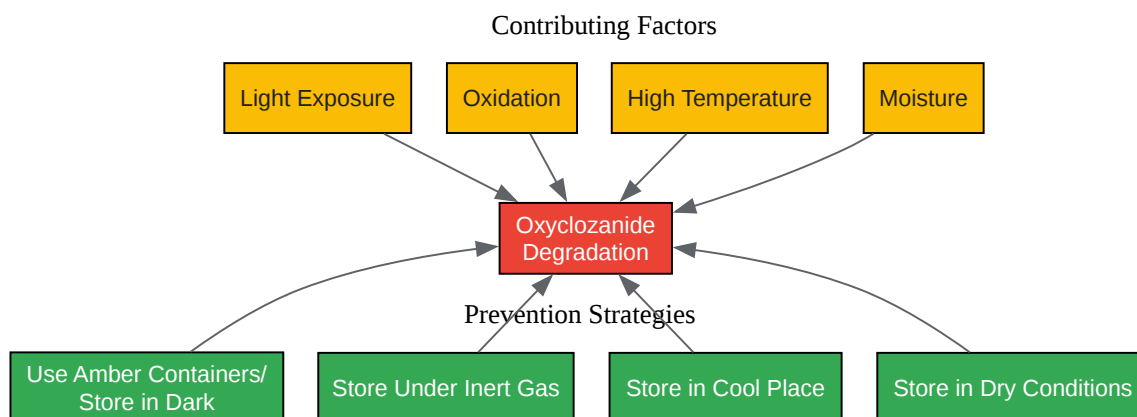 Contributing Factors
Light Exposure
Oxidation
High Temperature
Moisture
Oxyclozanide
Degradation
Prevention Strategies
Use Amber Containers/
Store in Dark
Store Under Inert Gas
Store in Cool Place
Store in Dry Conditions